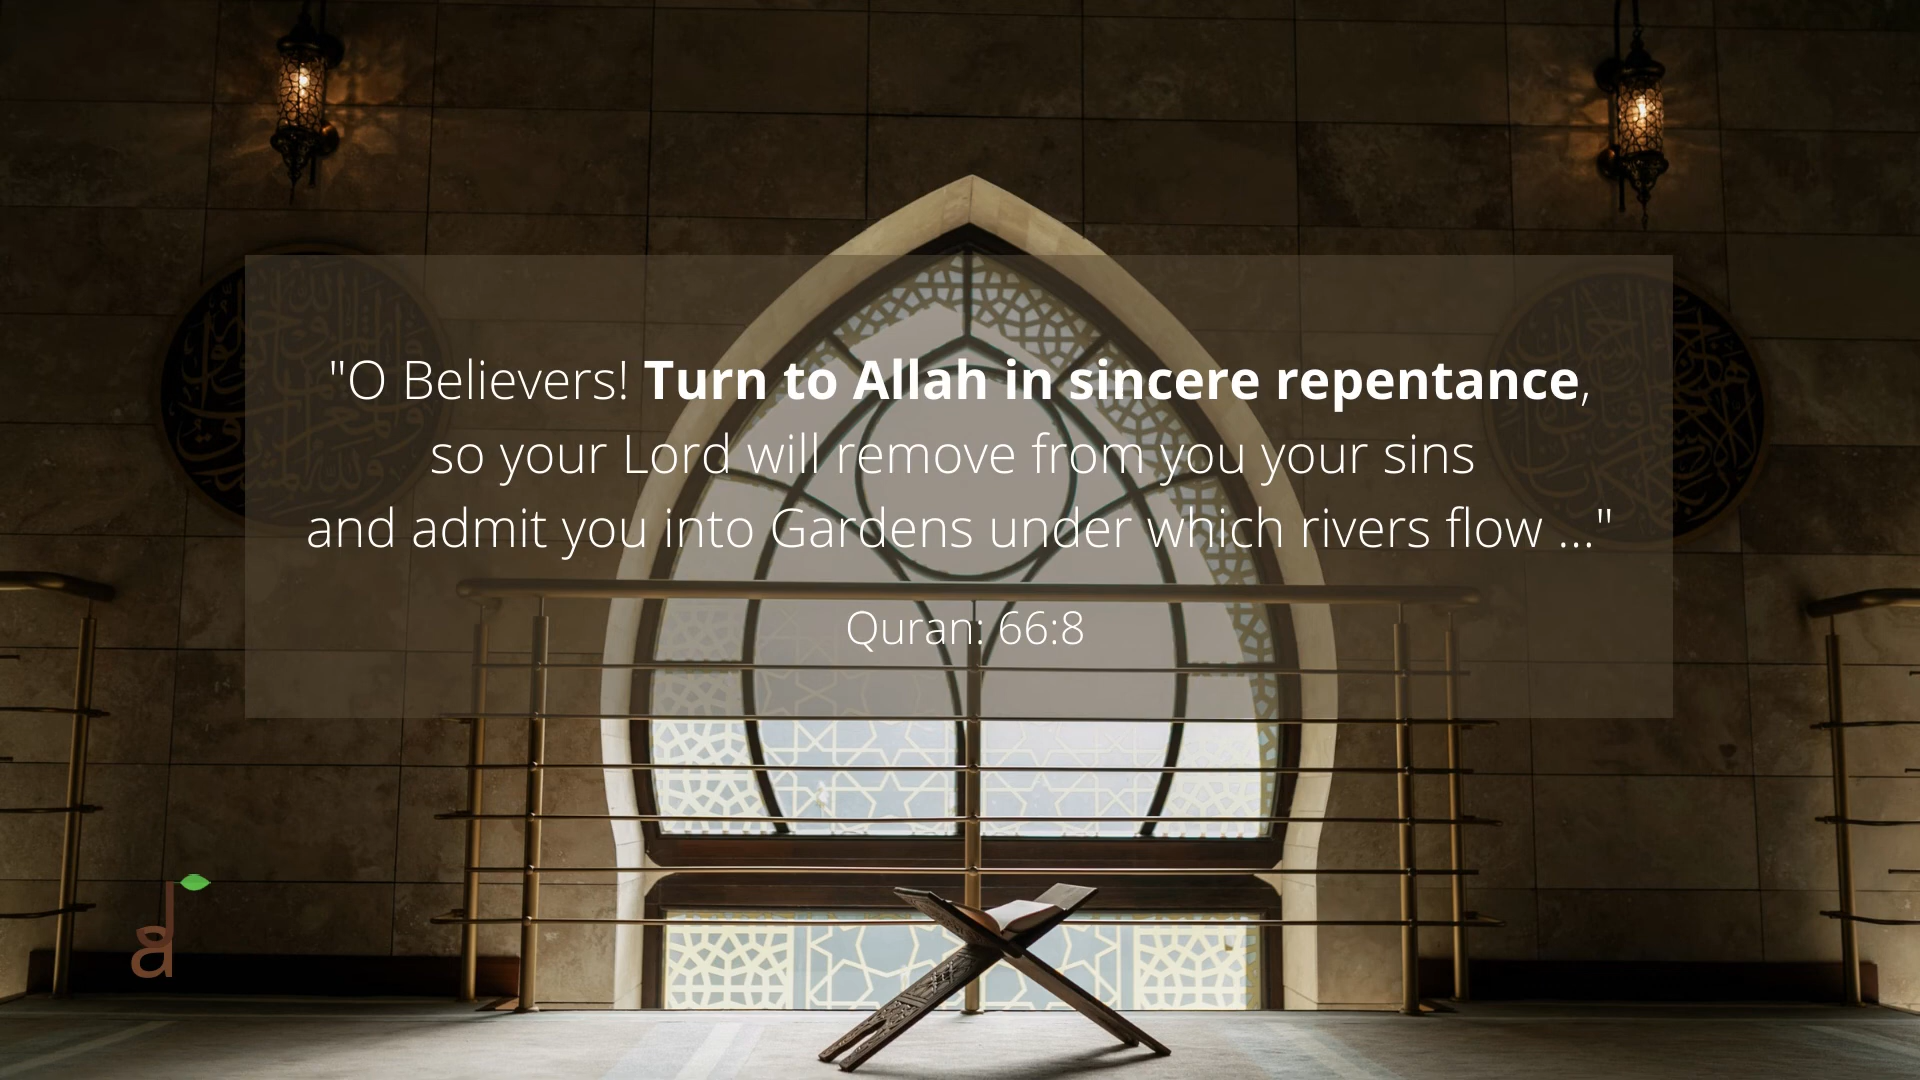 "O Believers! Turn to Allah in sincere repentance,
so your Lord will remove from you your sins
and admit you into Gardens under which rivers flow ..."
Quran: 66:8